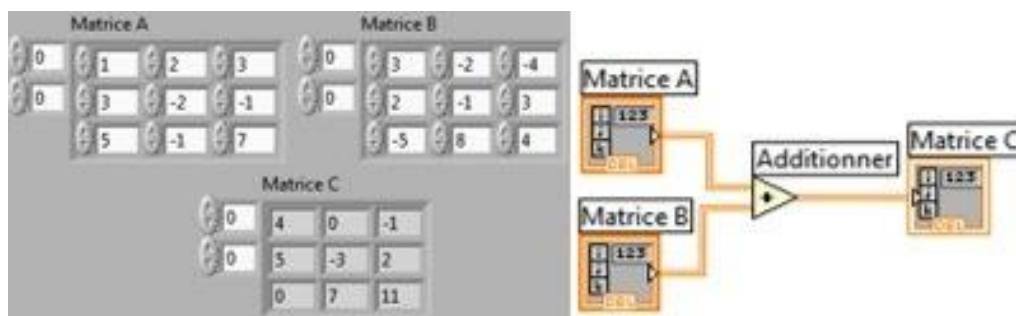 Matrice A
Matrice B
0 1 2 3
0 3 -2 -1
5 -1 7
0 3 -2 -4
0 2 -1 3
-5 8 4
Matrice C
0 4 0 -1
0 5 -3 2
0 7 11
Matrice A
123
Matrice B
123
Additionner
Matrice C
123